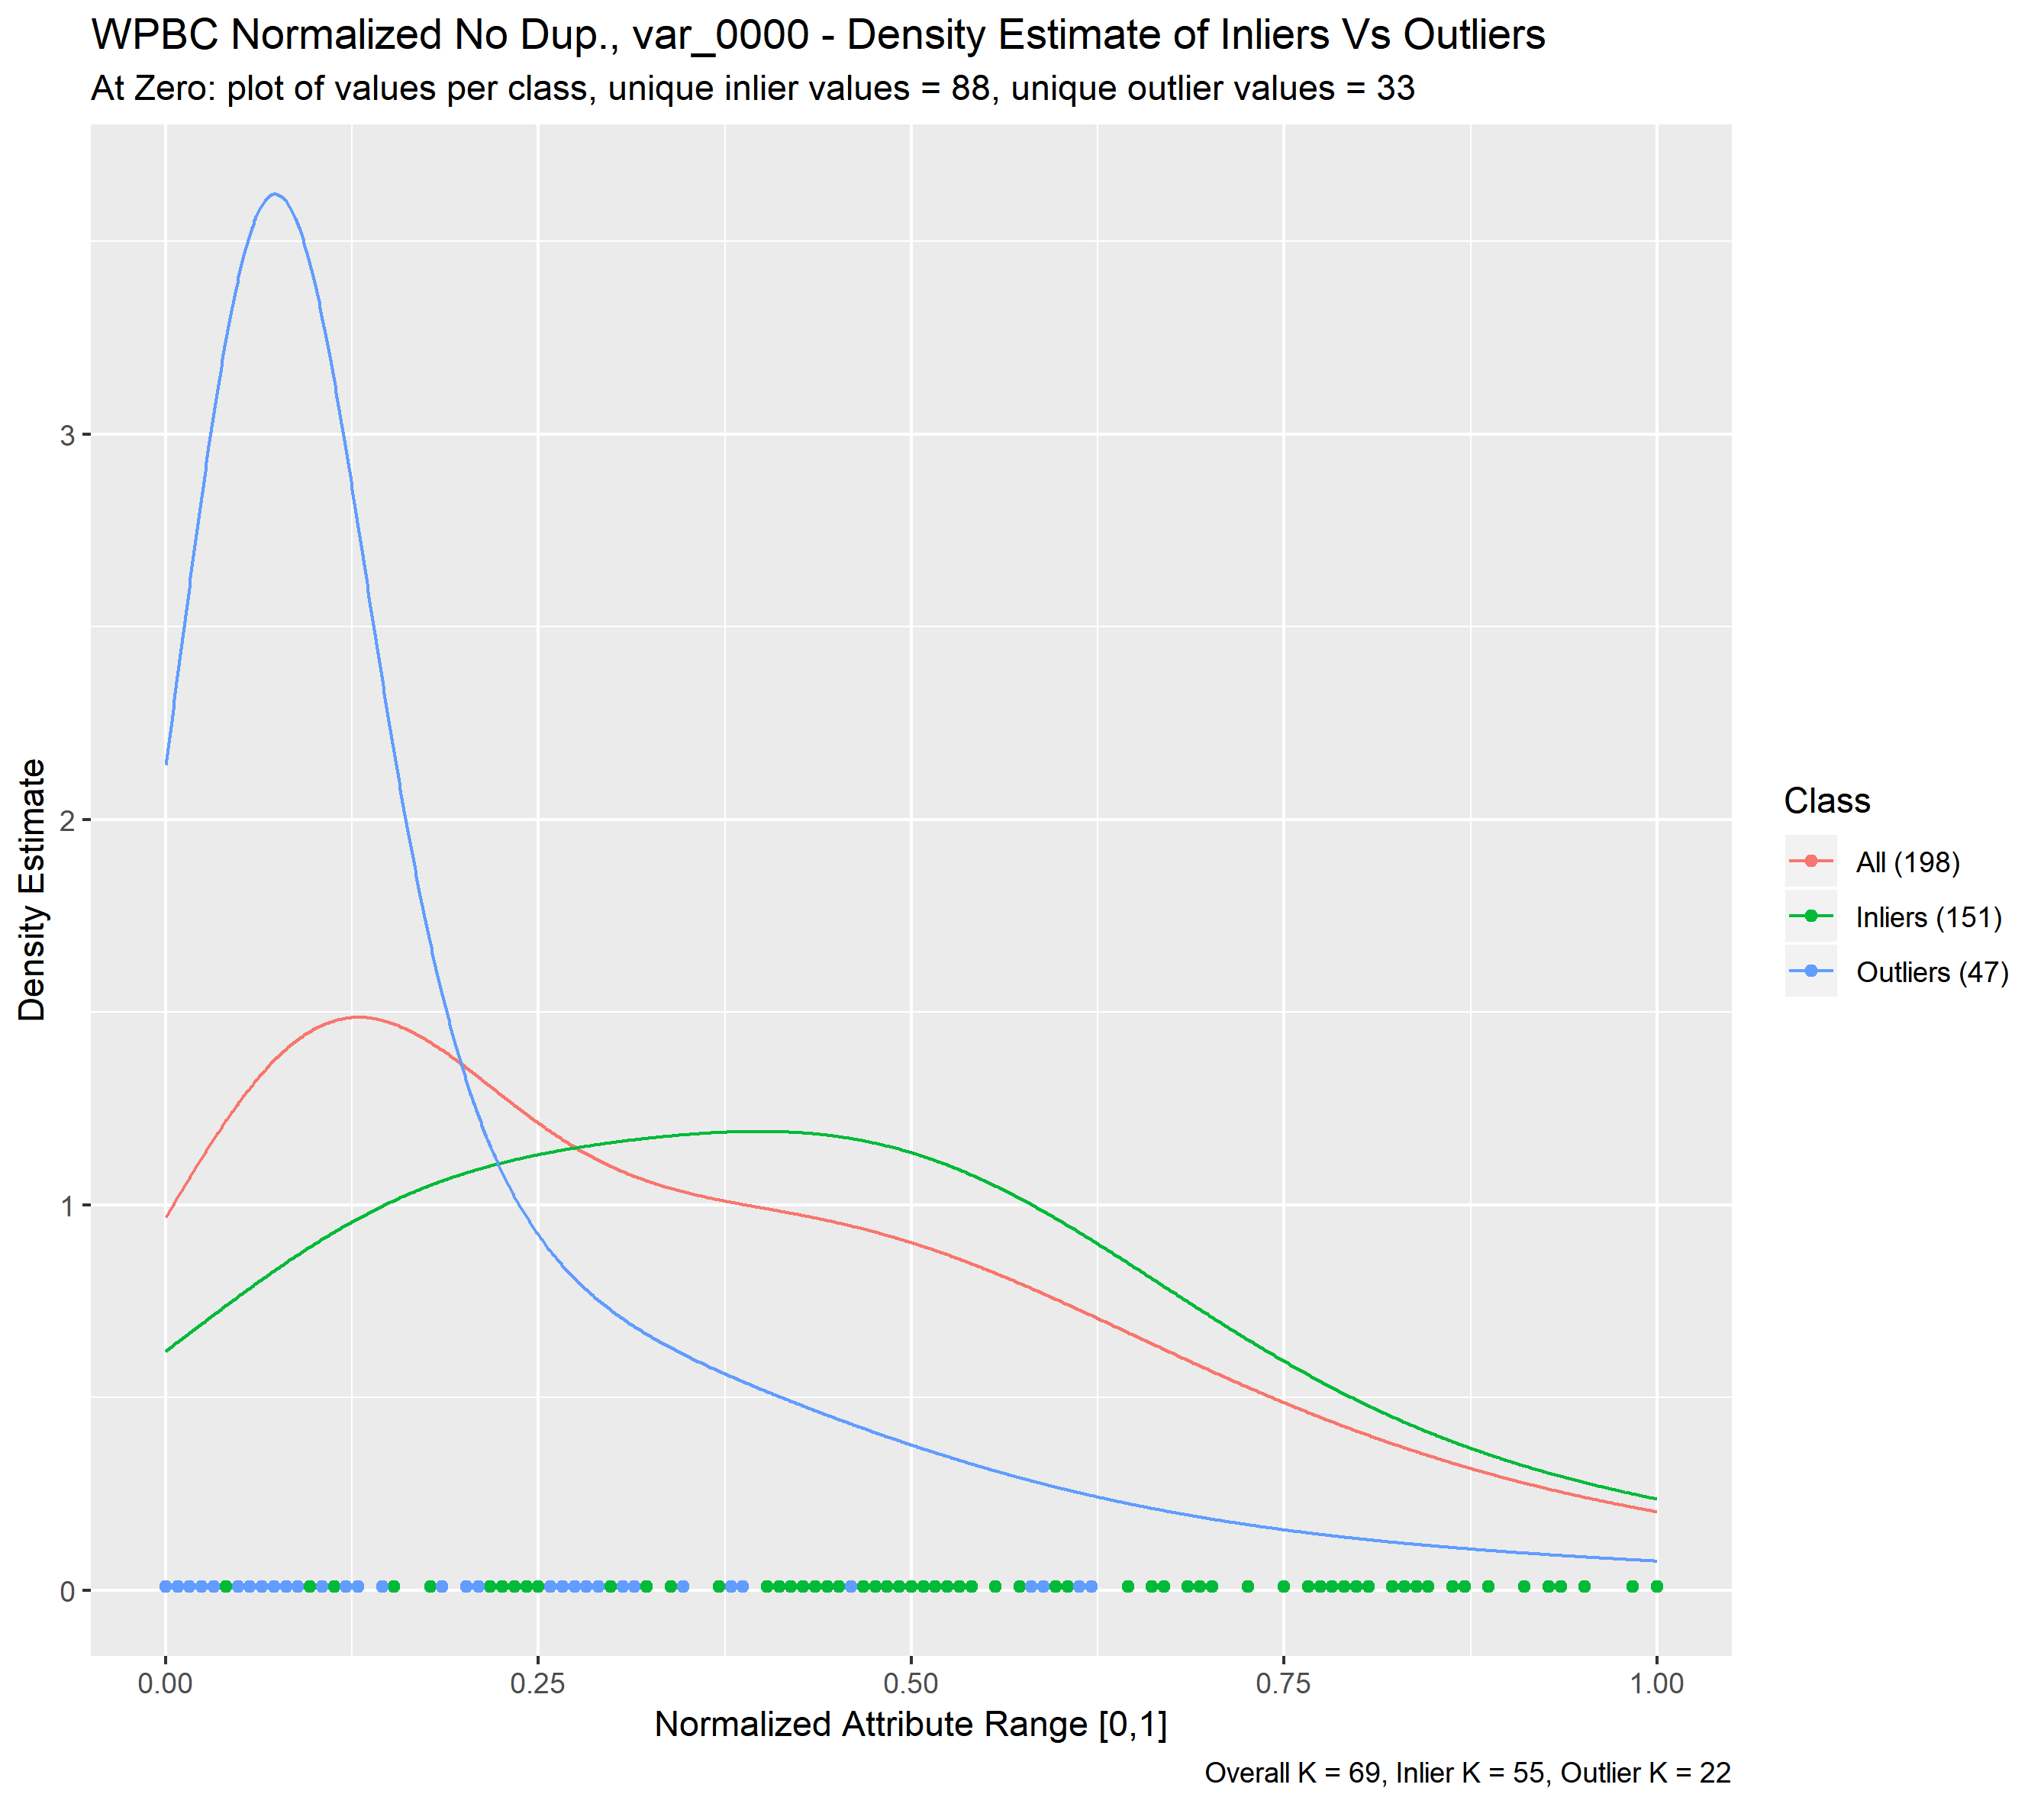 WPBC Normalized No Dup., var_0000 - Density Estimate of Inliers Vs Outliers
At Zero: plot of values per class, unique inlier values = 88, unique outlier values = 33
Density Estimate
3
2
1
0
0.00 0.25 0.50 0.75 1.00
Normalized Attribute Range [0,1]
Overall K = 69, Inlier K = 55, Outlier K = 22
Class
All (198)
Inliers (151)
Outliers (47)